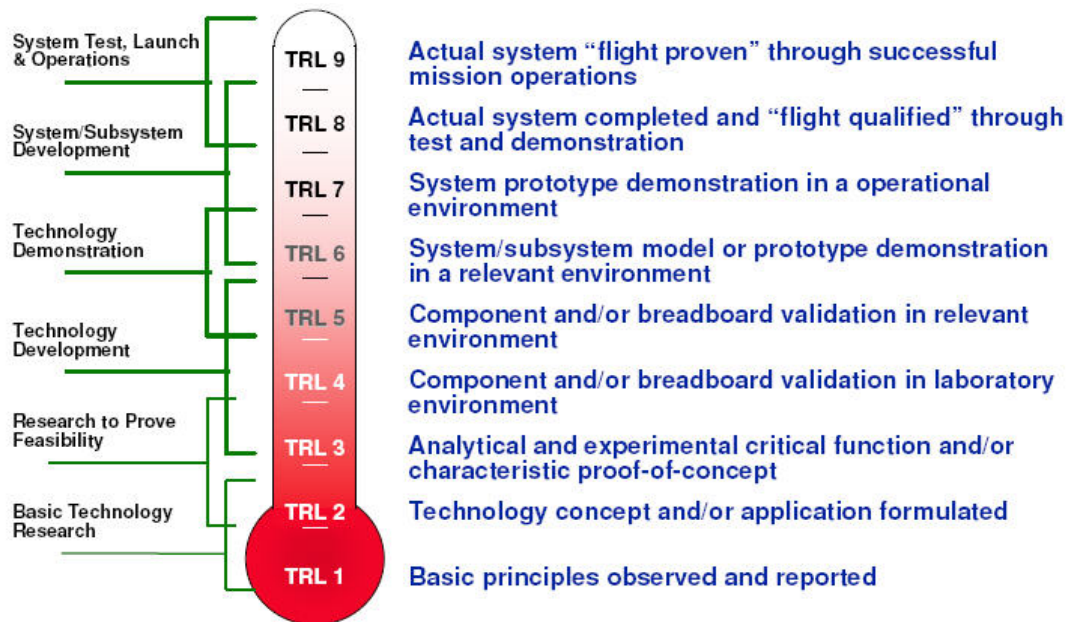 System Test, Launch
& Operations
System/Subsystem
Development
Technology
Demonstration
Technology
Development
Research to Prove
Feasibility
Basic Technology
Research
TRL 9
TRL 8
TRL 7
TRL 6
TRL 5
TRL 4
TRL 3
TRL 2
TRL 1
Actual system “flight proven” through successful
mission operations
Actual system completed and “flight qualified” through
test and demonstration
System prototype demonstration in a operational
environment
System/subsystem model or prototype demonstration
in a relevant environment
Component and/or breadboard validation in relevant
environment
Component and/or breadboard validation in laboratory
environment
Analytical and experimental critical function and/or
characteristic proof-of-concept
Technology concept and/or application formulated
Basic principles observed and reported